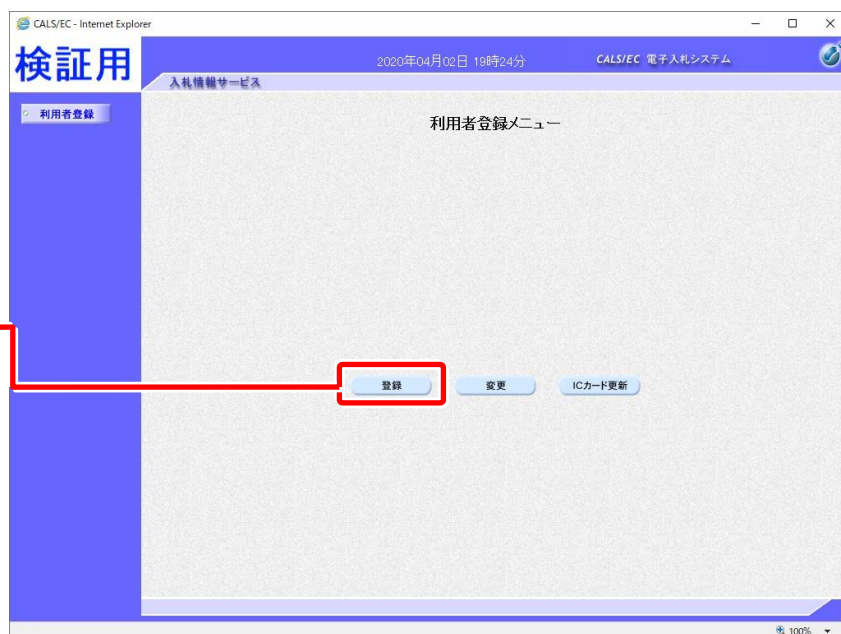 CALS/EC - Internet Explorer
検証用
2020年04月02日 19時24分
CALS/EC 電子入札システム
入札情報サービス
利用者登録
利用者登録メニュー
登録
変更
ICカード更新
100%